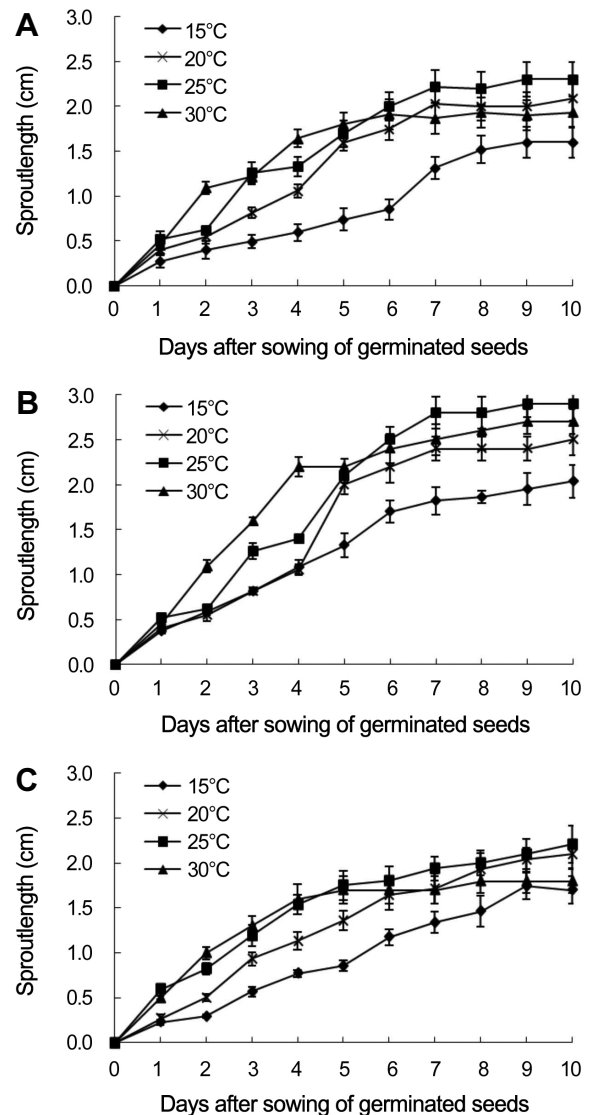 A
3.0
2.5
2.0
1.5
1.0
0.5
0.0
Sproutlength (cm)
15°C
20°C
25°C
30°C
0 1 2 3 4 5 6 7 8 9 10
Days after sowing of germinated seeds
B
3.0
2.5
2.0
1.5
1.0
0.5
0.0
Sproutlength (cm)
15°C
20°C
25°C
30°C
0 1 2 3 4 5 6 7 8 9 10
Days after sowing of germinated seeds
C
3.0
2.5
2.0
1.5
1.0
0.5
0.0
Sproutlength (cm)
15°C
20°C
25°C
30°C
0 1 2 3 4 5 6 7 8 9 10
Days after sowing of germinated seeds